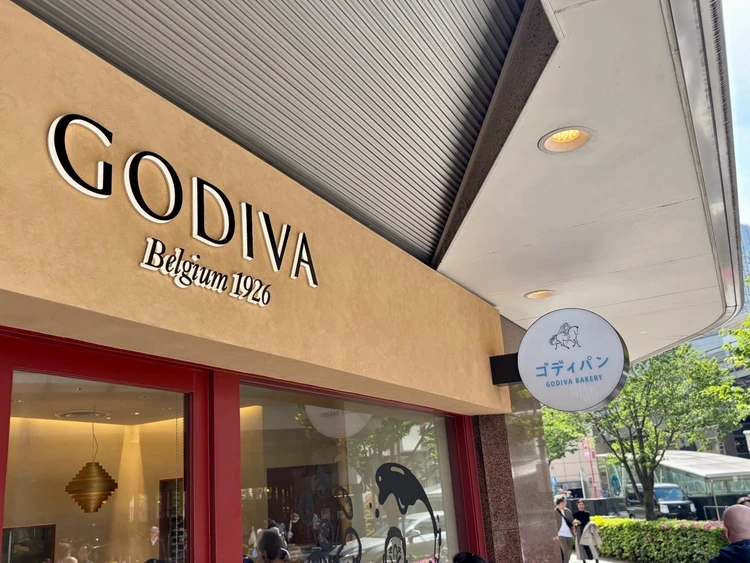 GODIVA
Belgium 1926
ゴディパン
GODIVA BAKERY